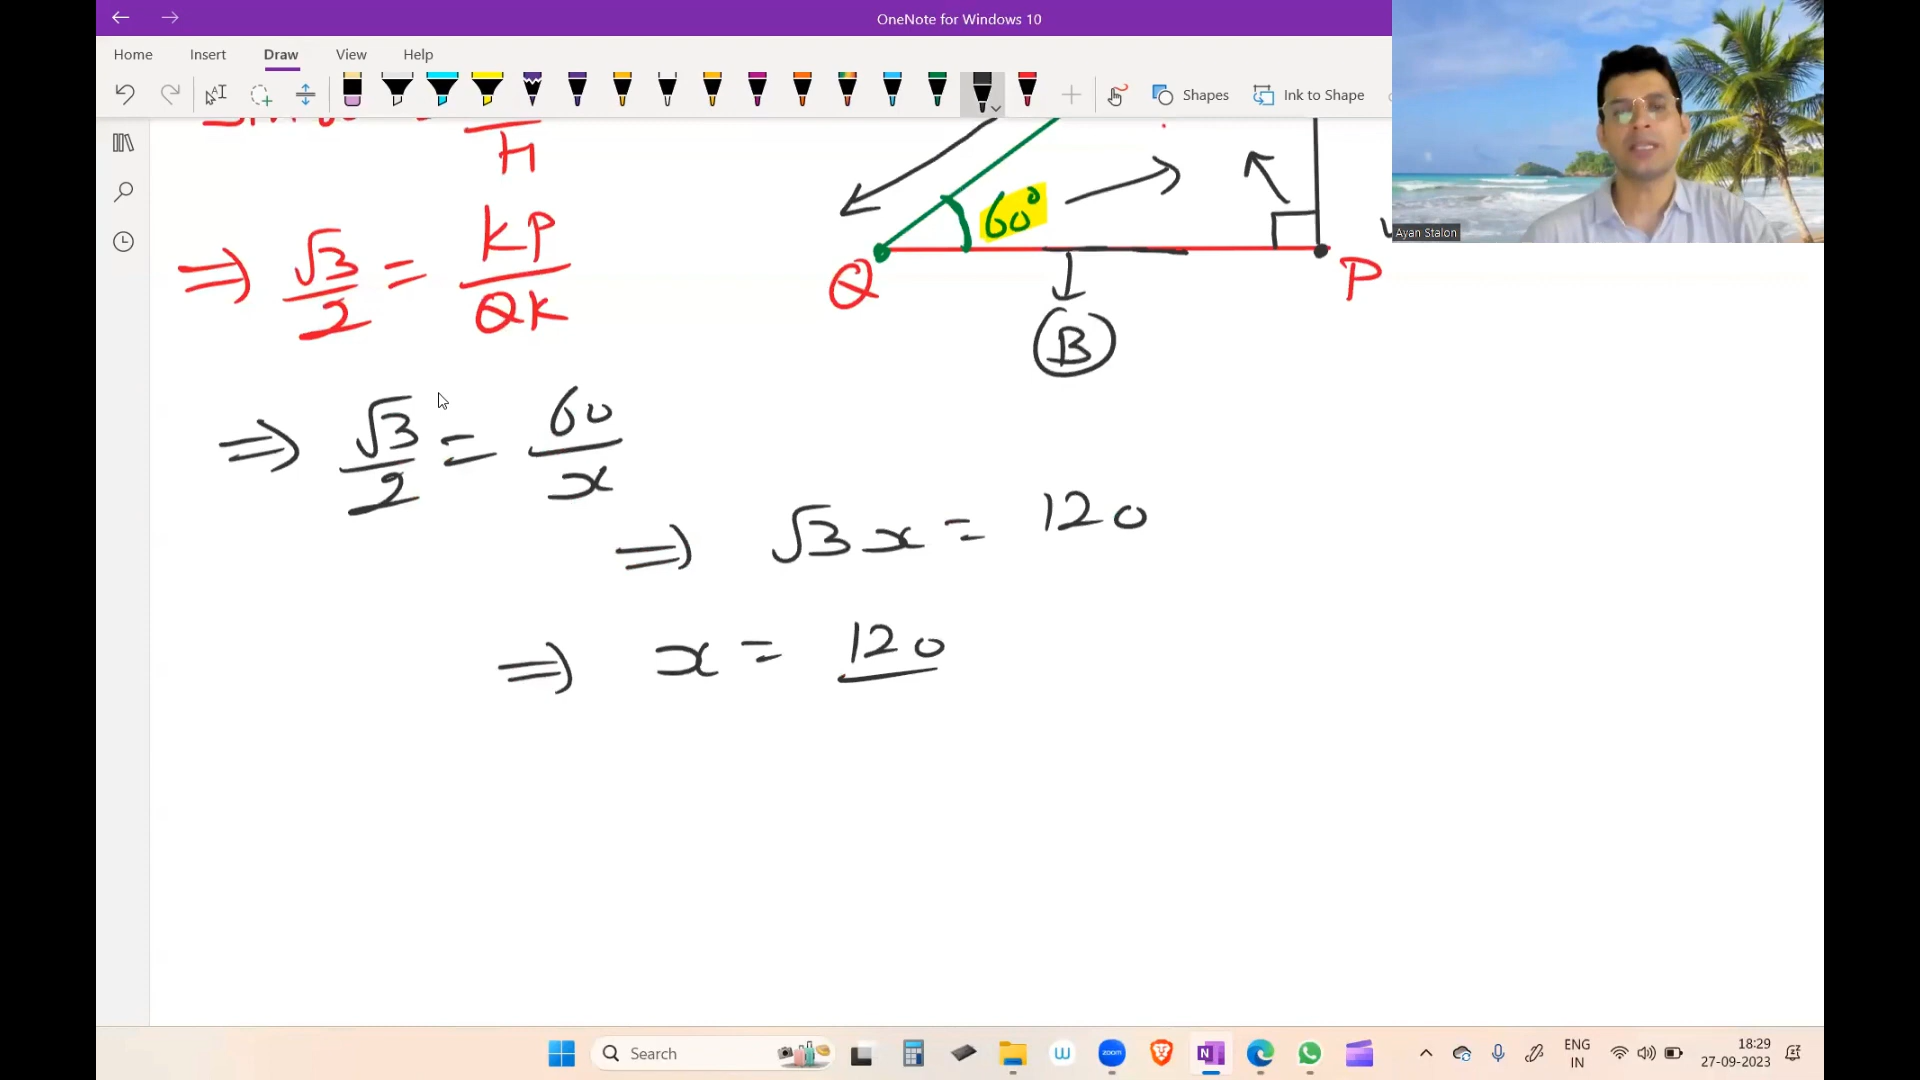 OneNote for Windows 10
Home Insert Draw View Help
Shapes Ink to Shape
H
⇒ √3/2 = KP/QK
60°
Q P
B
Ayan Stalon
⇒ √3/2 = 60/x
⇒ √3x = 120
⇒ x = 120
Search
zoom
ENG
IN
18:29
27-09-2023